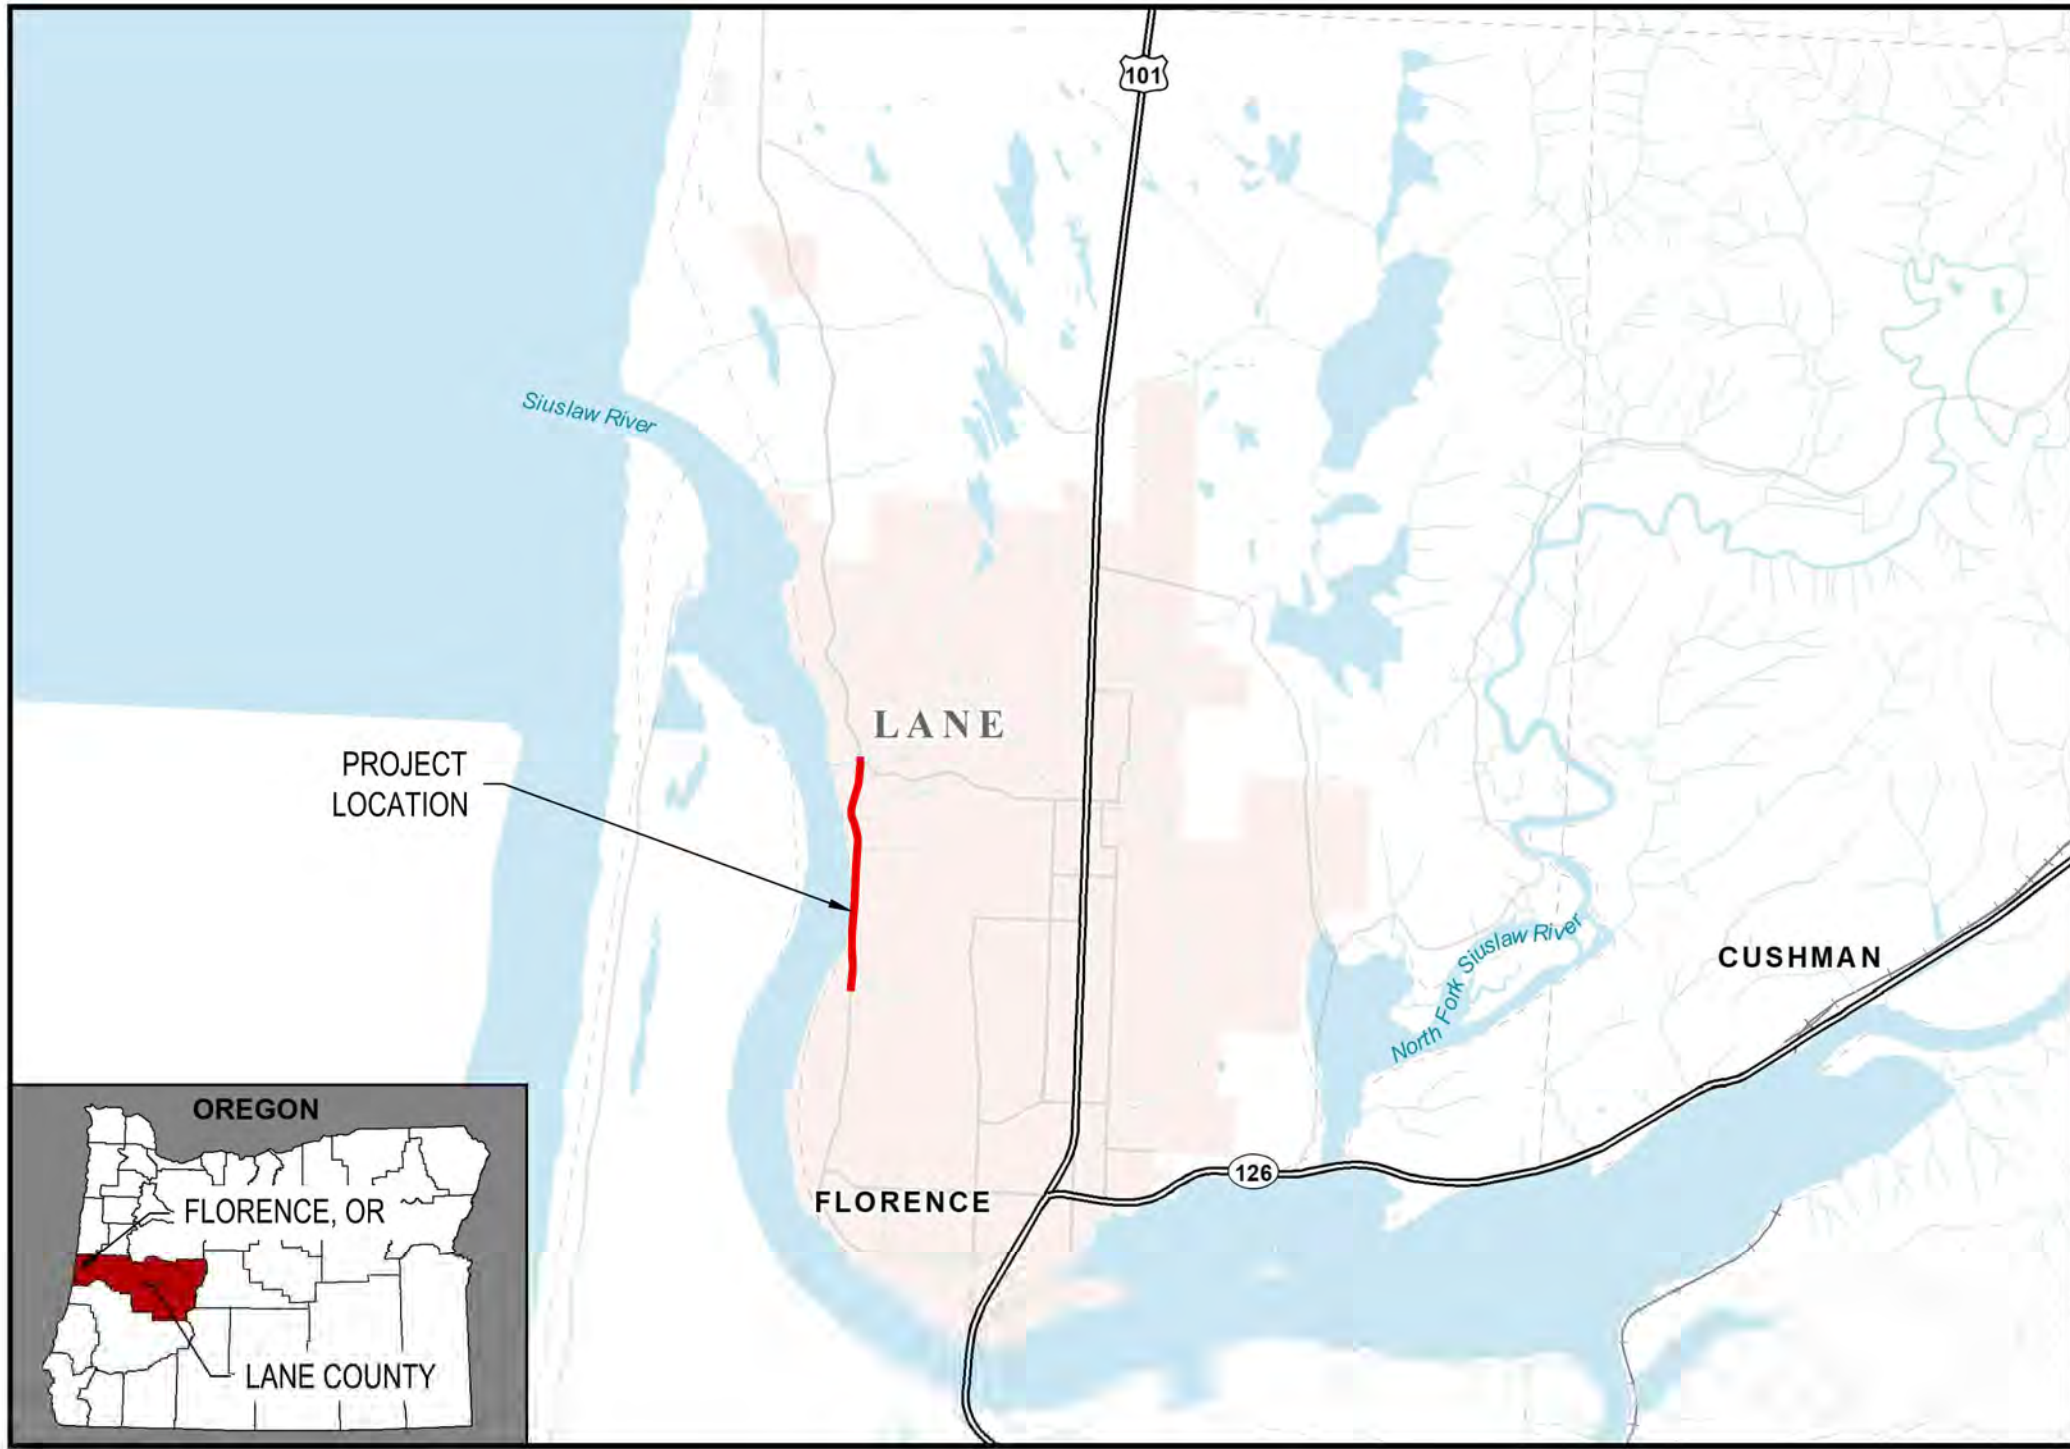 101
Siuslaw River
LANE
PROJECT
LOCATION
North Fork Siuslaw River
CUSHMAN
126
FLORENCE
OREGON
FLORENCE, OR
LANE COUNTY